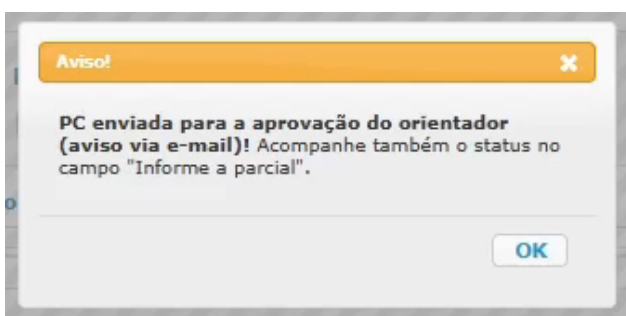 Aviso!
PC enviada para a aprovação do orientador
(aviso via e-mail)! Acompanhe também o status no
campo "Informe a parcial".
OK